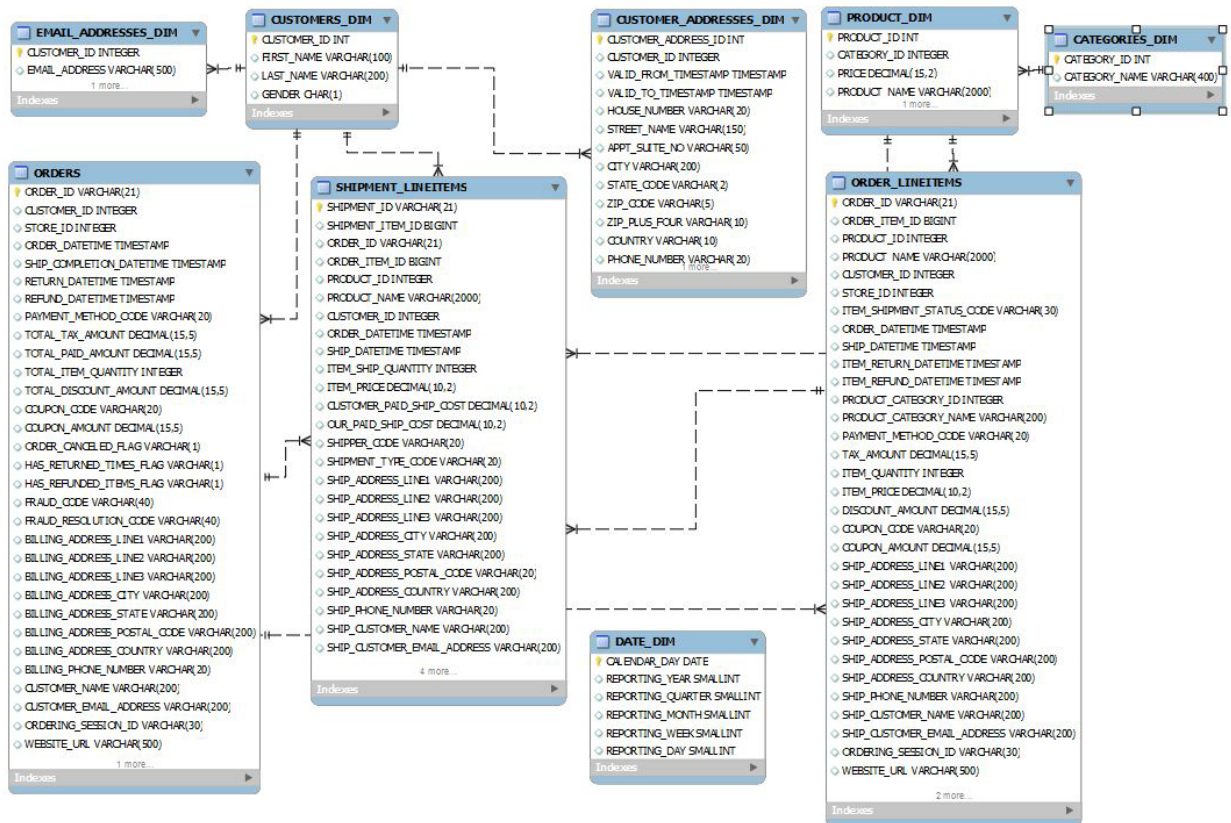 EMAIL_ADDRESSES_DIM
CUSTOMER_ID INTEGER
EMAIL_ADDRESS VARCHAR(500)
1 more...
Indexes
CUSTOMERS_DIM
CUSTOMER_ID INT
FIRST_NAME VARCHAR(100)
LAST_NAME VARCHAR(200)
GENDER CHAR(1)
Indexes
CUSTOMER_ADDRESSES_DIM
CUSTOMER_ADDRESS_ID INT
CUSTOMER_ID INTEGER
VALID_FROM_TIMESTAMP TIMESTAMP
VALID_TO_TIMESTAMP TIMESTAMP
HOUSE_NUMBER VARCHAR(20)
STREET_NAME VARCHAR(150)
APPT_SUITE_NO VARCHAR(50)
CITY VARCHAR(200)
STATE_CODE VARCHAR(2)
ZIP_CODE VARCHAR(5)
ZIP_PLUS_FOUR VARCHAR(10)
COUNTRY VARCHAR(10)
PHONE_NUMBER VARCHAR(20)
1 more...
Indexes
PRODUCT_DIM
PRODUCT_ID INT
CATEGORY_ID INTEGER
PRICE DECIMAL(15,2)
PRODUCT_NAME VARCHAR(2000)
1 more...
Indexes
CATEGORIES_DIM
CATEGORY_ID INT
CATEGORY_NAME VARCHAR(400)
Indexes
ORDERS
ORDER_ID VARCHAR(21)
CUSTOMER_ID INTEGER
STORE_ID INTEGER
ORDER_DATETIME TIMESTAMP
SHIP_COMPLETION_DATETIME TIMESTAMP
RETURN_DATETIME TIMESTAMP
REFUND_DATETIME TIMESTAMP
PAYMENT_METHOD_CODE VARCHAR(20)
TOTAL_TAX_AMOUNT DECIMAL(15,5)
TOTAL_PAID_AMOUNT DECIMAL(15,5)
TOTAL_ITEM_QUANTITY INTEGER
TOTAL_DISCOUNT_AMOUNT DECIMAL(15,5)
COUPON_CODE VARCHAR(20)
COUPON_AMOUNT DECIMAL(15,5)
ORDER_CANCELED_FLAG VARCHAR(1)
HAS_RETURNED_TIMES_FLAG VARCHAR(1)
HAS_REFUNDED_ITEMS_FLAG VARCHAR(1)
FRAUD_CODE VARCHAR(40)
FRAUD_RESOLUTION_CODE VARCHAR(40)
BILLING_ADDRESS_LINE1 VARCHAR(200)
BILLING_ADDRESS_LINE2 VARCHAR(200)
BILLING_ADDRESS_LINE3 VARCHAR(200)
BILLING_ADDRESS_CITY VARCHAR(200)
BILLING_ADDRESS_STATE VARCHAR(200)
BILLING_ADDRESS_POSTAL_CODE VARCHAR(200)
BILLING_ADDRESS_COUNTRY VARCHAR(200)
BILLING_PHONE_NUMBER VARCHAR(20)
CUSTOMER_NAME VARCHAR(200)
CUSTOMER_EMAIL_ADDRESS VARCHAR(200)
ORDERING_SESSION_ID VARCHAR(30)
WEBSITE_URL VARCHAR(500)
1 more...
Indexes
SHIPMENT_LINEITEMS
SHIPMENT_ID VARCHAR(21)
SHIPMENT_ITEM_ID BIGINT
ORDER_ID VARCHAR(21)
ORDER_ITEM_ID BIGINT
PRODUCT_ID INTEGER
PRODUCT_NAME VARCHAR(2000)
CUSTOMER_ID INTEGER
ORDER_DATETIME TIMESTAMP
SHIP_DATETIME TIMESTAMP
ITEM_SHIP_QUANTITY INTEGER
ITEM_PRICE DECIMAL(10,2)
CUSTOMER_PAID_SHIP_COST DECIMAL(10,2)
OUR_PAID_SHIP_COST DECIMAL(10,2)
SHIPPER_CODE VARCHAR(20)
SHIPMENT_TYPE_CODE VARCHAR(20)
SHIP_ADDRESS_LINE1 VARCHAR(200)
SHIP_ADDRESS_LINE2 VARCHAR(200)
SHIP_ADDRESS_LINE3 VARCHAR(200)
SHIP_ADDRESS_CITY VARCHAR(200)
SHIP_ADDRESS_STATE VARCHAR(200)
SHIP_ADDRESS_POSTAL_CODE VARCHAR(20)
SHIP_ADDRESS_COUNTRY VARCHAR(200)
SHIP_PHONE_NUMBER VARCHAR(20)
SHIP_CUSTOMER_NAME VARCHAR(200)
SHIP_CUSTOMER_EMAIL_ADDRESS VARCHAR(200)
4 more...
Indexes
DATE_DIM
CALENDAR_DAY DATE
REPORTING_YEAR SMALLINT
REPORTING_QUARTER SMALLINT
REPORTING_MONTH SMALLINT
REPORTING_WEEK SMALLINT
REPORTING_DAY SMALLINT
Indexes
ORDER_LINEITEMS
ORDER_ID VARCHAR(21)
ORDER_ITEM_ID BIGINT
PRODUCT_ID INTEGER
PRODUCT_NAME VARCHAR(2000)
CUSTOMER_ID INTEGER
STORE_ID INTEGER
ITEM_SHIPMENT_STATUS_CODE VARCHAR(30)
ORDER_DATETIME TIMESTAMP
SHIP_DATETIME TIMESTAMP
ITEM_RETURN_DATETIME TIMESTAMP
ITEM_REFUND_DATETIME TIMESTAMP
PRODUCT_CATEGORY_ID INTEGER
PRODUCT_CATEGORY_NAME VARCHAR(200)
PAYMENT_METHOD_CODE VARCHAR(20)
TAX_AMOUNT DECIMAL(15,5)
ITEM_QUANTITY INTEGER
ITEM_PRICE DECIMAL(10,2)
DISCOUNT_AMOUNT DECIMAL(15,5)
COUPON_CODE VARCHAR(20)
COUPON_AMOUNT DECIMAL(15,5)
SHIP_ADDRESS_LINE1 VARCHAR(200)
SHIP_ADDRESS_LINE2 VARCHAR(200)
SHIP_ADDRESS_LINE3 VARCHAR(200)
SHIP_ADDRESS_CITY VARCHAR(200)
SHIP_ADDRESS_STATE VARCHAR(200)
SHIP_ADDRESS_POSTAL_CODE VARCHAR(200)
SHIP_ADDRESS_COUNTRY VARCHAR(200)
SHIP_PHONE_NUMBER VARCHAR(200)
SHIP_CUSTOMER_NAME VARCHAR(200)
SHIP_CUSTOMER_EMAIL_ADDRESS VARCHAR(200)
ORDERING_SESSION_ID VARCHAR(30)
WEBSITE_URL VARCHAR(500)
2 more...
Indexes